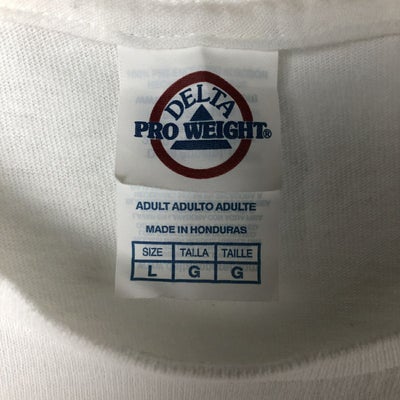 DELTA
PRO WEIGHT®
ADULT ADULTO ADULTE
MADE IN HONDURAS
SIZE TALLA TAILLE
L G G